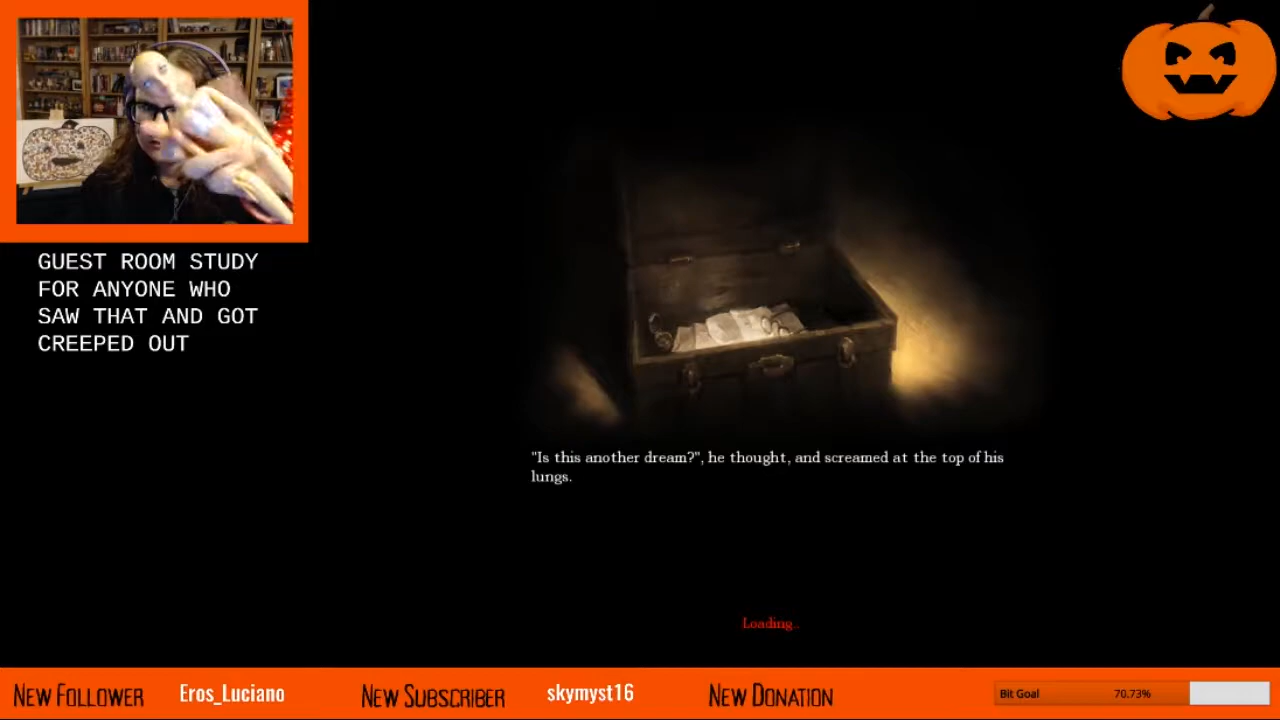 GUEST ROOM STUDY
FOR ANYONE WHO
SAW THAT AND GOT
CREEPED OUT
"Is this another dream?", he thought, and screamed at the top of his
lungs.
Loading..
NEW FOLLOWER Eros_Luciano NEW SUBSCRIBER skymyst16 NEW DONATION Bit Goal 70.73%